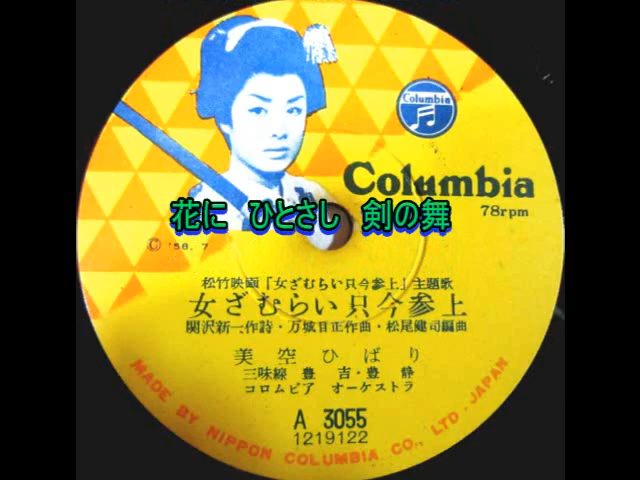 Columbia
Columbia
78rpm
花に ひとさし 剣の舞
Ⓒ '58. 7
松竹映画『女ざむらい只今参上』主題歌
女ざむらい只今参上
関沢新一作詩・万城目正作曲・松尾健司編曲
美空ひばり
三味線 豊吉・豊静
コロムビア オーケストラ
A 3055
1219122
MADE BY NIPPON COLUMBIA CO., LTD. JAPAN